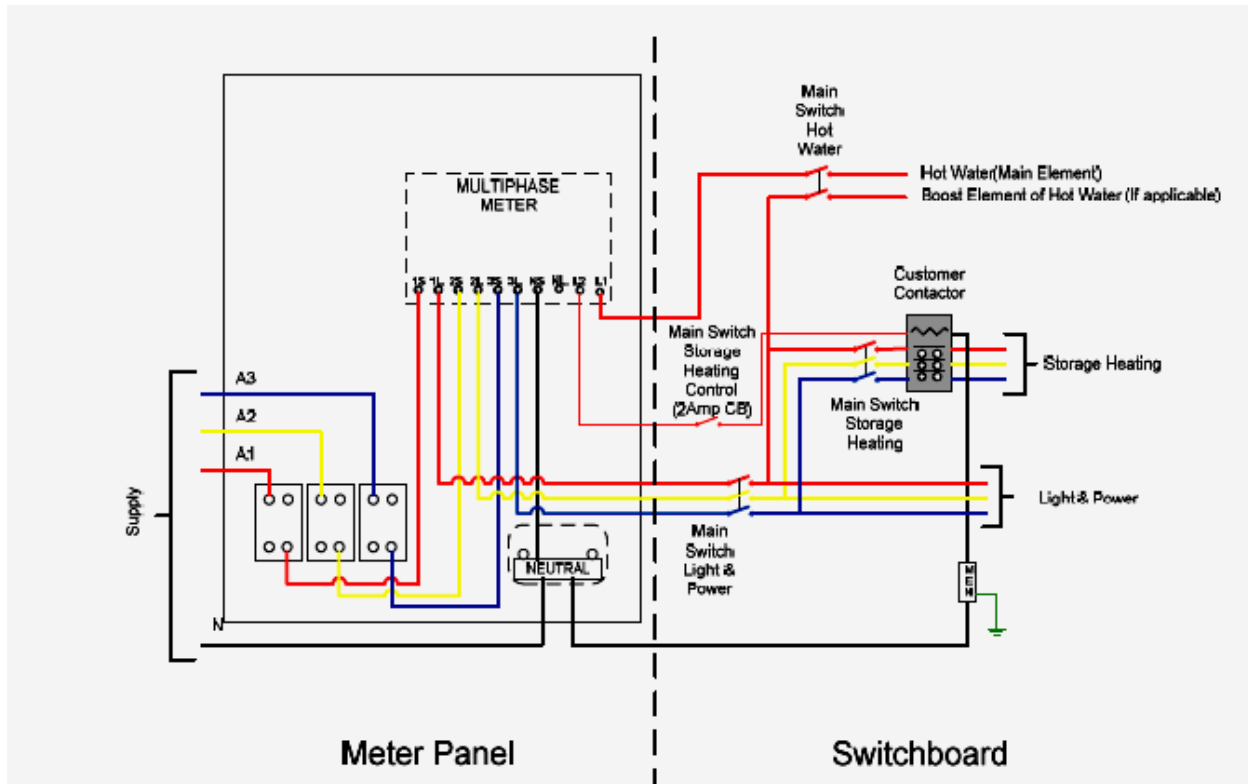 Main
Switch
Hot
Water
Hot Water(Main Element)
Boost Element of Hot Water (If applicable)
MULTIPHASE
METER
Customer
Contactor
Main Switch
Storage
Heating
Control
(2Amp CB)
Storage Heating
Main Switch
Storage
Heating
A3
A2
A1
Supply
Light & Power
Main
Switch
Light &
Power
NEUTRAL
MEN
N
Meter Panel
Switchboard